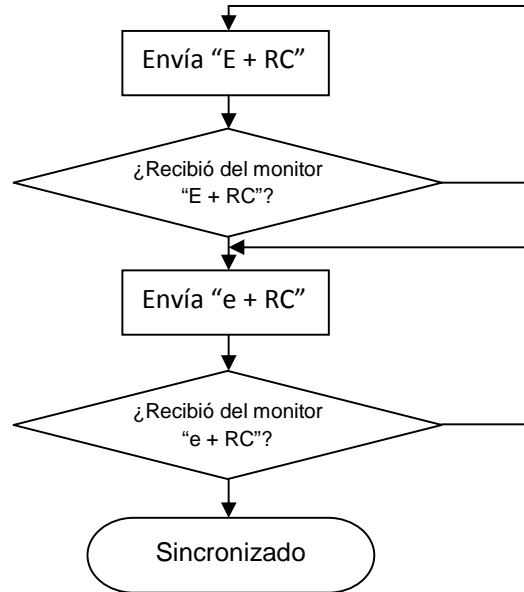 Envía “E + RC”
¿Recibió del monitor
“E + RC”?
Envía “e + RC”
¿Recibió del monitor
“e + RC”?
Sincronizado